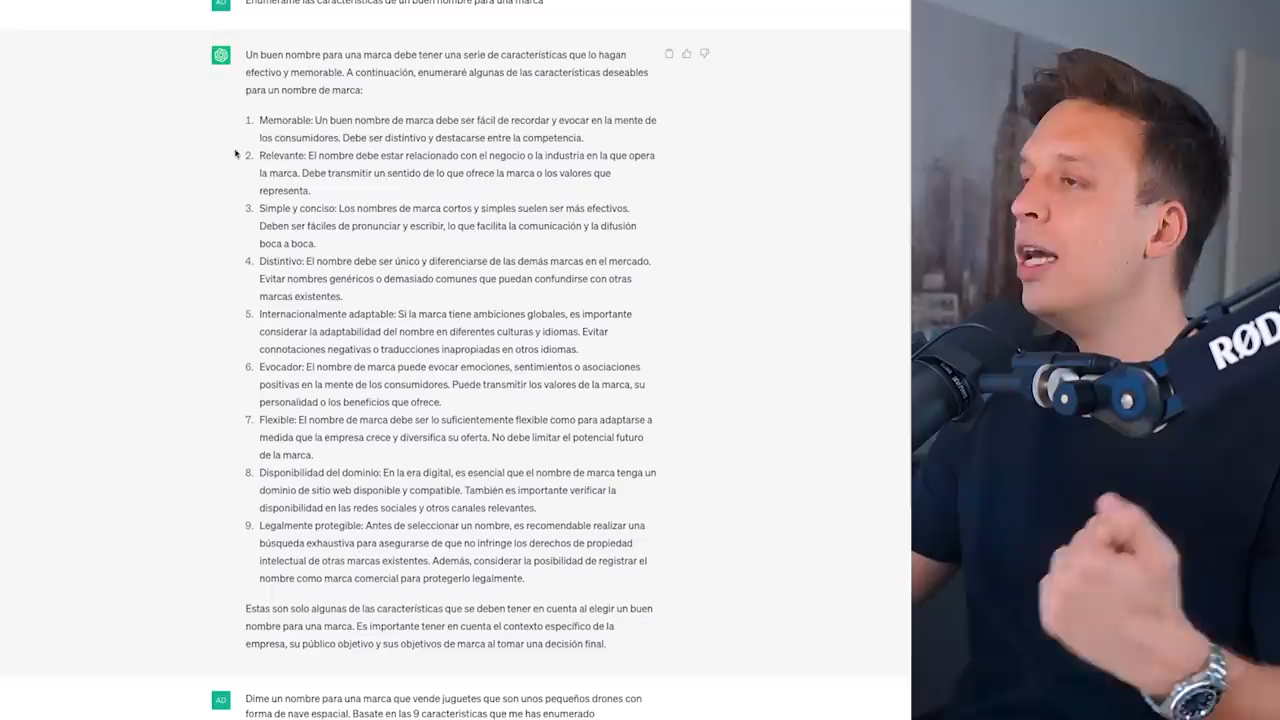 AD
Enumerame las características de un buen nombre para una marca
Un buen nombre para una marca debe tener una serie de características que lo hagan
efectivo y memorable. A continuación, enumeraré algunas de las características deseables
para un nombre de marca:
1. Memorable: Un buen nombre de marca debe ser fácil de recordar y evocar en la mente de
los consumidores. Debe ser distintivo y destacarse entre la competencia.
2. Relevante: El nombre debe estar relacionado con el negocio o la industria en la que opera
la marca. Debe transmitir un sentido de lo que ofrece la marca o los valores que
representa.
3. Simple y conciso: Los nombres de marca cortos y simples suelen ser más efectivos.
Deben ser fáciles de pronunciar y escribir, lo que facilita la comunicación y la difusión
boca a boca.
4. Distintivo: El nombre debe ser único y diferenciarse de las demás marcas en el mercado.
Evitar nombres genéricos o demasiado comunes que puedan confundirse con otras
marcas existentes.
5. Internacionalmente adaptable: Si la marca tiene ambiciones globales, es importante
considerar la adaptabilidad del nombre en diferentes culturas y idiomas. Evitar
connotaciones negativas o traducciones inapropiadas en otros idiomas.
6. Evocador: El nombre de marca puede evocar emociones, sentimientos o asociaciones
positivas en la mente de los consumidores. Puede transmitir los valores de la marca, su
personalidad o los beneficios que ofrece.
7. Flexible: El nombre de marca debe ser lo suficientemente flexible como para adaptarse a
medida que la empresa crece y diversifica su oferta. No debe limitar el potencial futuro
de la marca.
8. Disponibilidad del dominio: En la era digital, es esencial que el nombre de marca tenga un
dominio de sitio web disponible y compatible. También es importante verificar la
disponibilidad en las redes sociales y otros canales relevantes.
9. Legalmente protegible: Antes de seleccionar un nombre, es recomendable realizar una
búsqueda exhaustiva para asegurarse de que no infringe los derechos de propiedad
intelectual de otras marcas existentes. Además, considerar la posibilidad de registrar el
nombre como marca comercial para protegerlo legalmente.
Estas son solo algunas de las características que se deben tener en cuenta al elegir un buen
nombre para una marca. Es importante tener en cuenta el contexto específico de la
empresa, su público objetivo y sus objetivos de marca al tomar una decisión final.
AD
Dime un nombre para una marca que vende juguetes que son unos pequeños drones con
forma de nave espacial. Basate en las 9 caracteristicas que me has enumerado
RØD